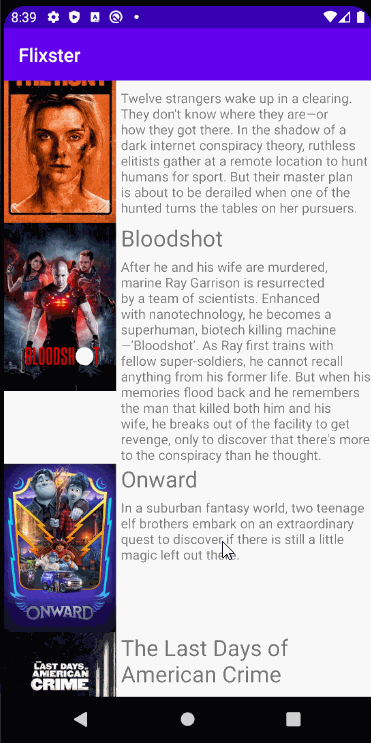 8:39
Flixster
THE HUNT
Twelve strangers wake up in a clearing.
They don't know where they are—or
how they got there. In the shadow of a
dark internet conspiracy theory, ruthless
elitists gather at a remote location to hunt
humans for sport. But their master plan
is about to be derailed when one of the
hunted turns the tables on her pursuers.
Bloodshot
After he and his wife are murdered,
marine Ray Garrison is resurrected
by a team of scientists. Enhanced
with nanotechnology, he becomes a
superhuman, biotech killing machine
—'Bloodshot'. As Ray first trains with
fellow super-soldiers, he cannot recall
anything from his former life. But when his
memories flood back and he remembers
the man that killed both him and his
wife, he breaks out of the facility to get
revenge, only to discover that there's more
to the conspiracy than he thought.
BLOODSHOT
Onward
In a suburban fantasy world, two teenage
elf brothers embark on an extraordinary
quest to discover if there is still a little
magic left out there.
ONWARD
The Last Days of
American Crime
THE
LAST DAYS
OF
AMERICAN
CRIME